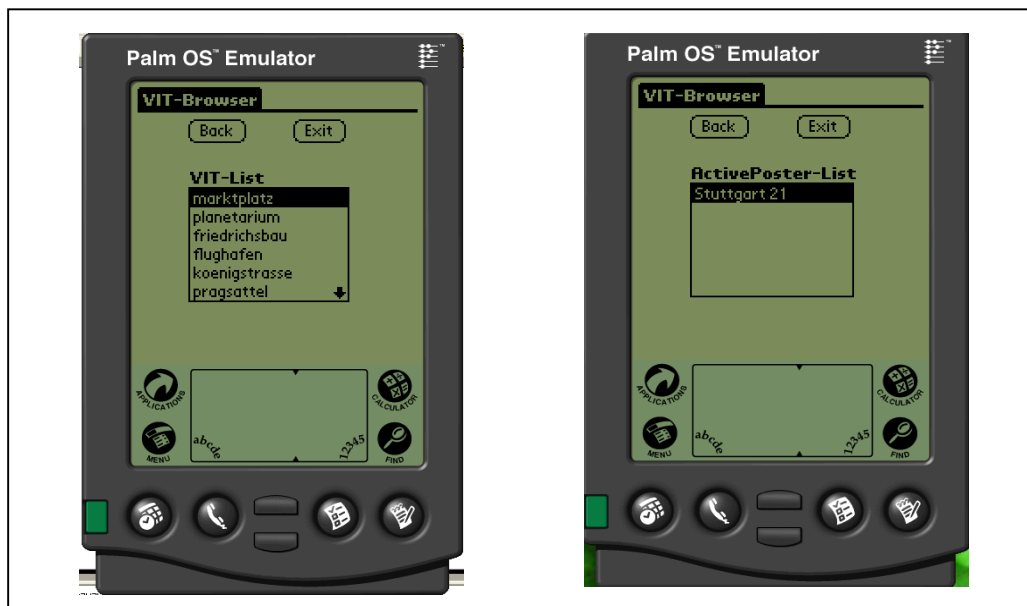 Palm OS™ Emulator
VIT-Browser
Back
Exit
VIT-List
marktplatz
planetarium
friedrichsbau
flughafen
koenigstrasse
pragsattel
APPLICATIONS
CALCULATOR
MENU
abcde
12345
FIND
Palm OS™ Emulator
VIT-Browser
Back
Exit
ActivePoster-List
Stuttgart 21
APPLICATIONS
CALCULATOR
MENU
abcde
12345
FIND